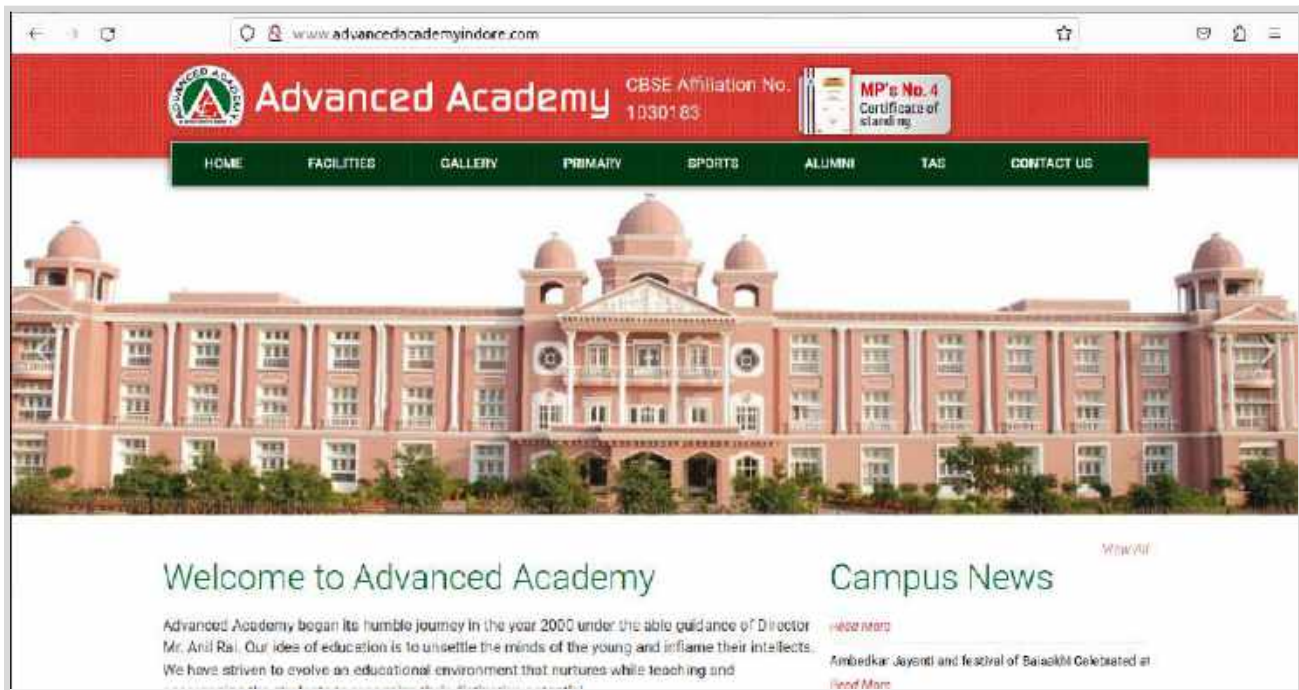 www.advancedacademyindore.com
ADVANCED ACADEMY
Advanced Academy
CBSE Affiliation No.
1030183
MP's No. 4
Certificate of
standing
HOME FACILITIES GALLERY PRIMARY SPORTS ALUMNI TAS CONTACT US
Welcome to Advanced Academy
Advanced Academy began its humble journey in the year 2000 under the able guidance of Director
Mr. Anil Rai. Our idea of education is to unsettle the minds of the young and inflame their intellects.
We have striven to evolve an educational environment that nurtures while teaching and
View All
Campus News
Read More
Ambedkar Jayanti and festival of Baisakhi Celebrated at
Read More